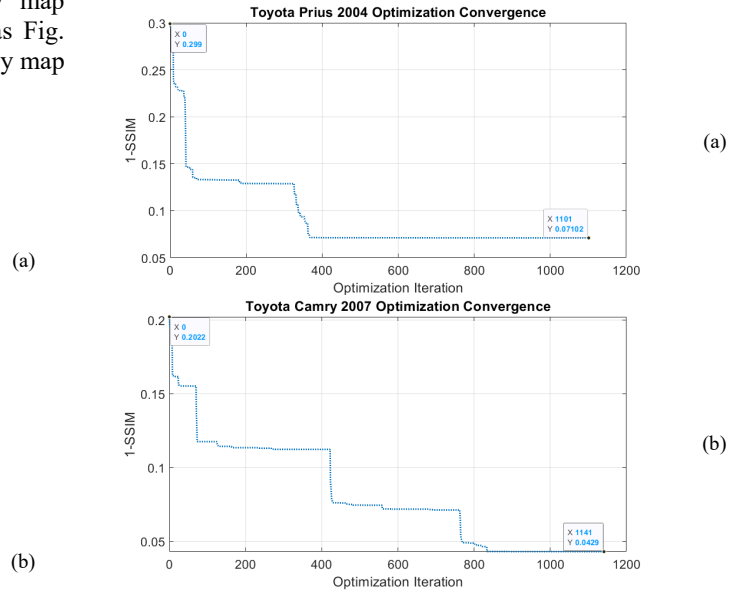 map
as Fig.
y map
Toyota Prius 2004 Optimization Convergence
0.3
X 0
Y 0.299
0.25
0.2
1-SSIM
0.15
(a)
0.1
X 1101
Y 0.07102
0.05
(a)
0 200 400 600 800 1000 1200
Optimization Iteration
Toyota Camry 2007 Optimization Convergence
0.2
X 0
Y 0.2022
0.15
1-SSIM
(b)
0.1
0.05
X 1141
Y 0.0429
(b)
0 200 400 600 800 1000 1200
Optimization Iteration